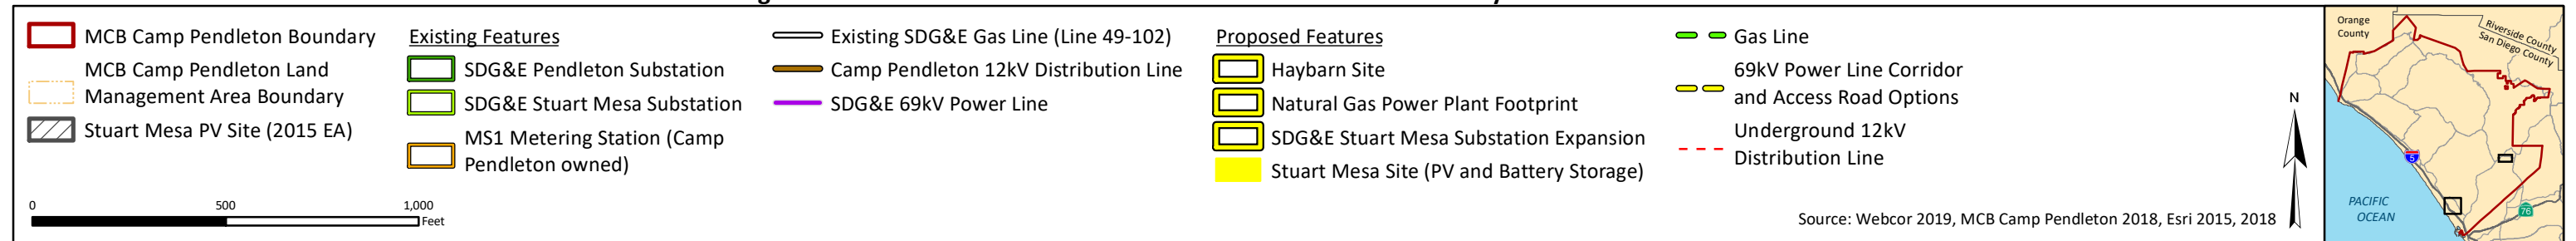 MCB Camp Pendleton Boundary
MCB Camp Pendleton Land
Management Area Boundary
Stuart Mesa PV Site (2015 EA)
0 500 1,000
Feet
Existing Features
SDG&E Pendleton Substation
SDG&E Stuart Mesa Substation
MS1 Metering Station (Camp
Pendleton owned)
Existing SDG&E Gas Line (Line 49-102)
Camp Pendleton 12kV Distribution Line
SDG&E 69kV Power Line
Proposed Features
Haybarn Site
Natural Gas Power Plant Footprint
SDG&E Stuart Mesa Substation Expansion
Stuart Mesa Site (PV and Battery Storage)
Gas Line
69kV Power Line Corridor
and Access Road Options
Underground 12kV
Distribution Line
Source: Webcor 2019, MCB Camp Pendleton 2018, Esri 2015, 2018
N
Orange
County
Riverside County
San Diego County
5
76
PACIFIC
OCEAN